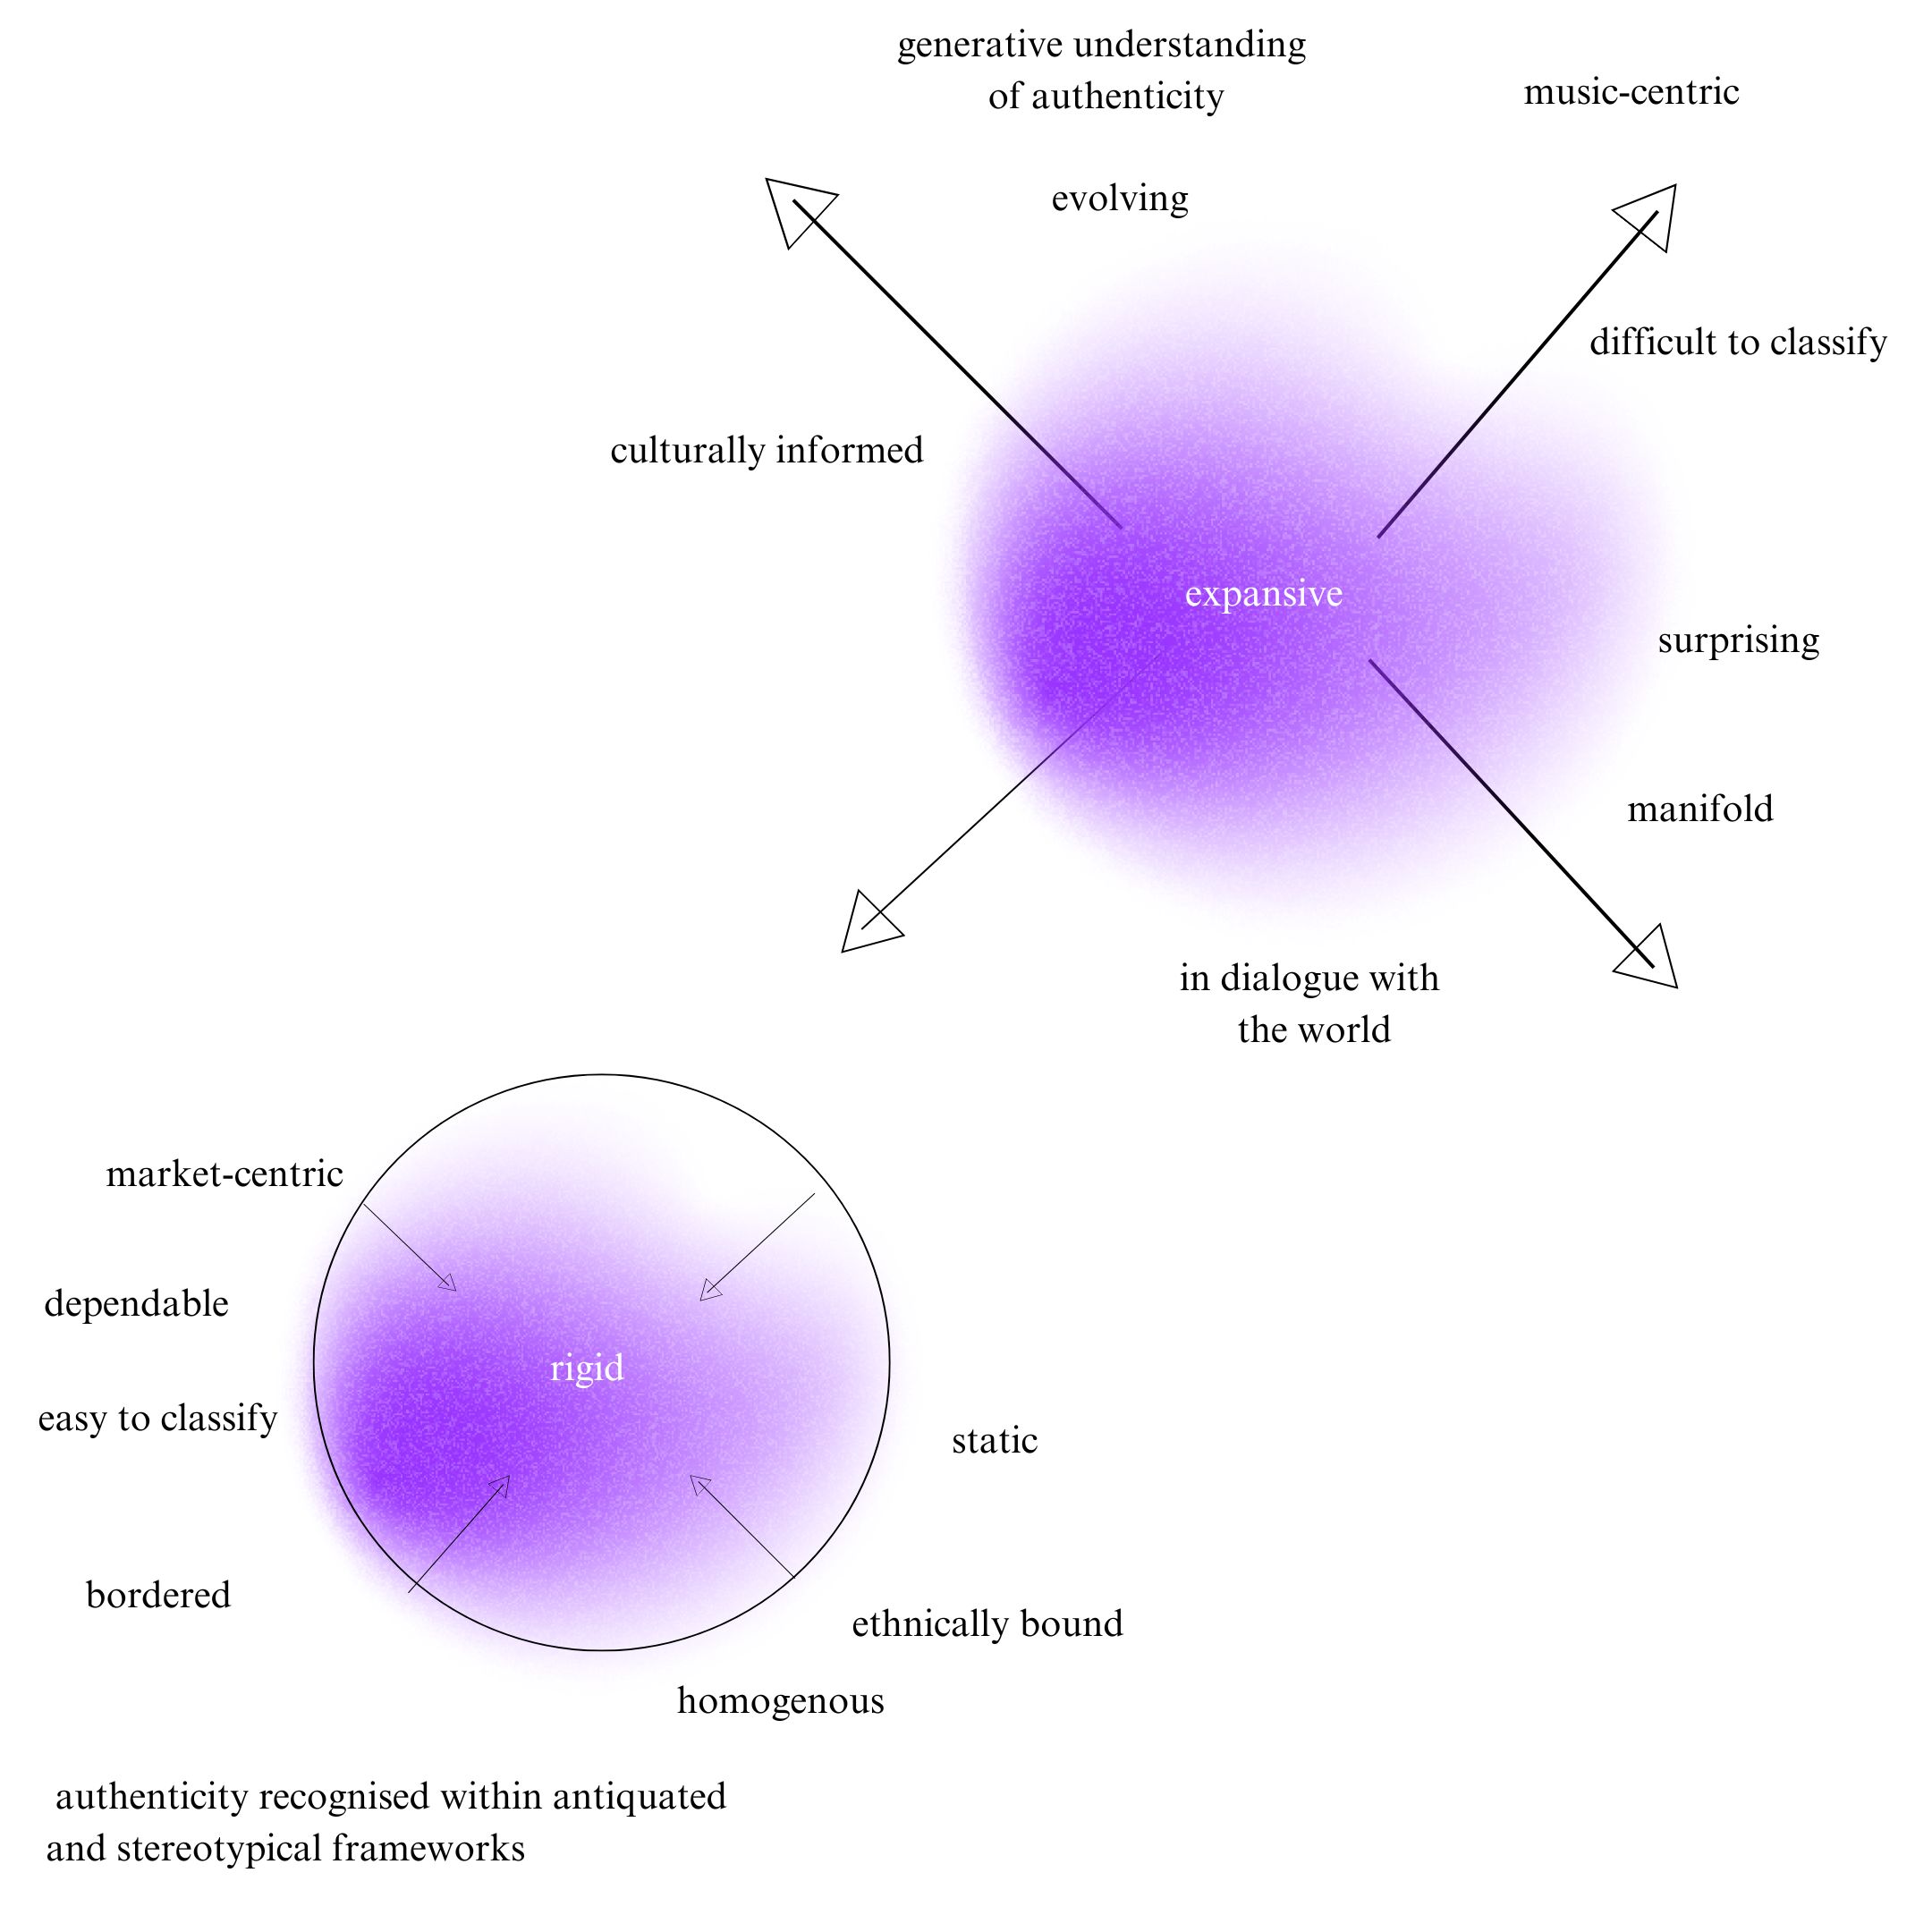 generative understanding
of authenticity
music-centric
evolving
difficult to classify
culturally informed
expansive
surprising
manifold
in dialogue with
the world
market-centric
dependable
rigid
easy to classify
static
bordered
ethnically bound
homogenous
authenticity recognised within antiquated
and stereotypical frameworks